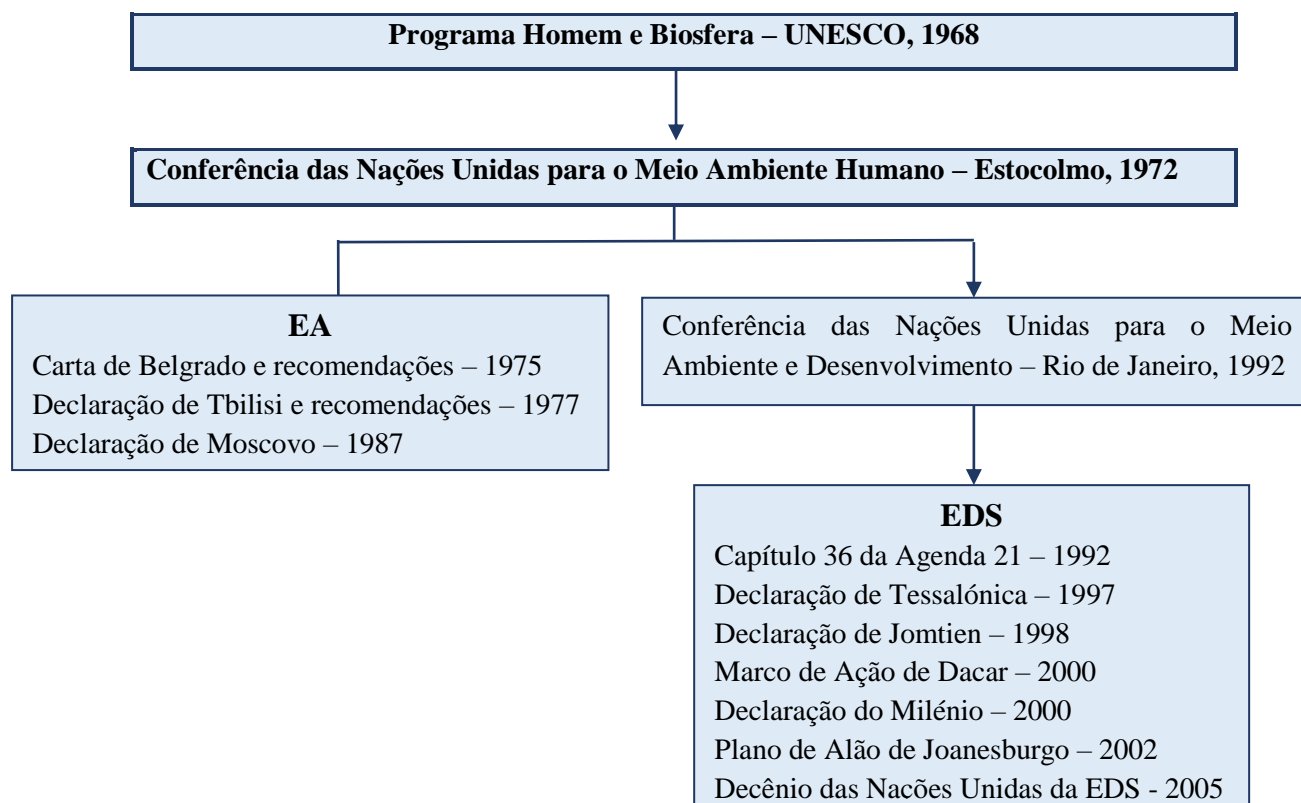 Programa Homem e Biosfera – UNESCO, 1968
Conferência das Nações Unidas para o Meio Ambiente Humano – Estocolmo, 1972
EA
Carta de Belgrado e recomendações – 1975
Declaração de Tbilisi e recomendações – 1977
Declaração de Moscovo – 1987
Conferência das Nações Unidas para o Meio
Ambiente e Desenvolvimento – Rio de Janeiro, 1992
EDS
Capítulo 36 da Agenda 21 – 1992
Declaração de Tessalónica – 1997
Declaração de Jomtien – 1998
Marco de Ação de Dacar – 2000
Declaração do Milénio – 2000
Plano de Alão de Joanesburgo – 2002
Decênio das Nacões Unidas da EDS - 2005